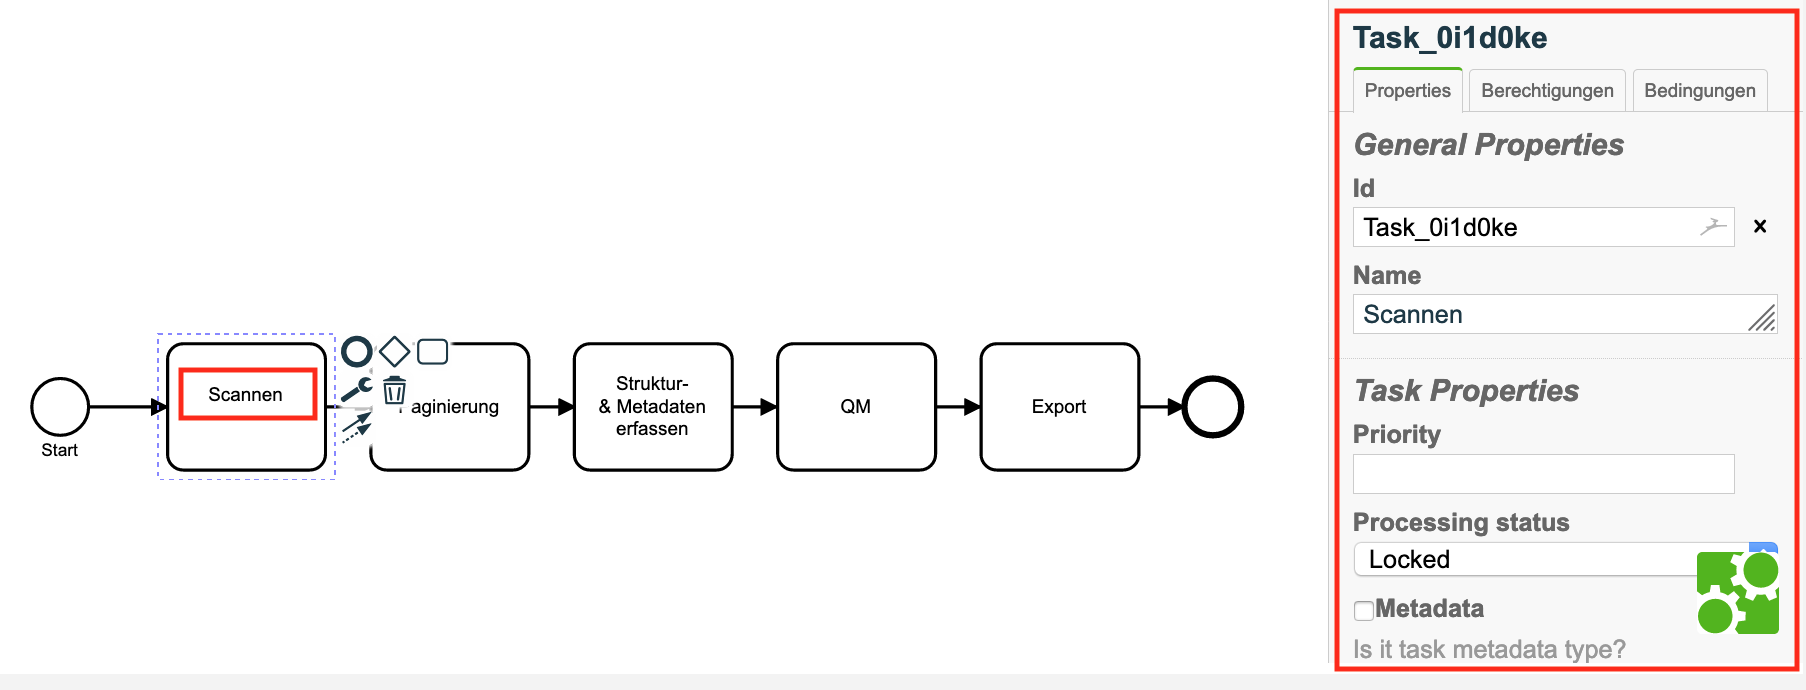 Start
Scannen
aginierung
Struktur-
& Metadaten
erfassen
QM
Export
Task_0i1d0ke
Properties
Berechtigungen
Bedingungen
General Properties
Id
Task_0i1d0ke
Name
Scannen
Task Properties
Priority
Processing status
Locked
Metadata
Is it task metadata type?